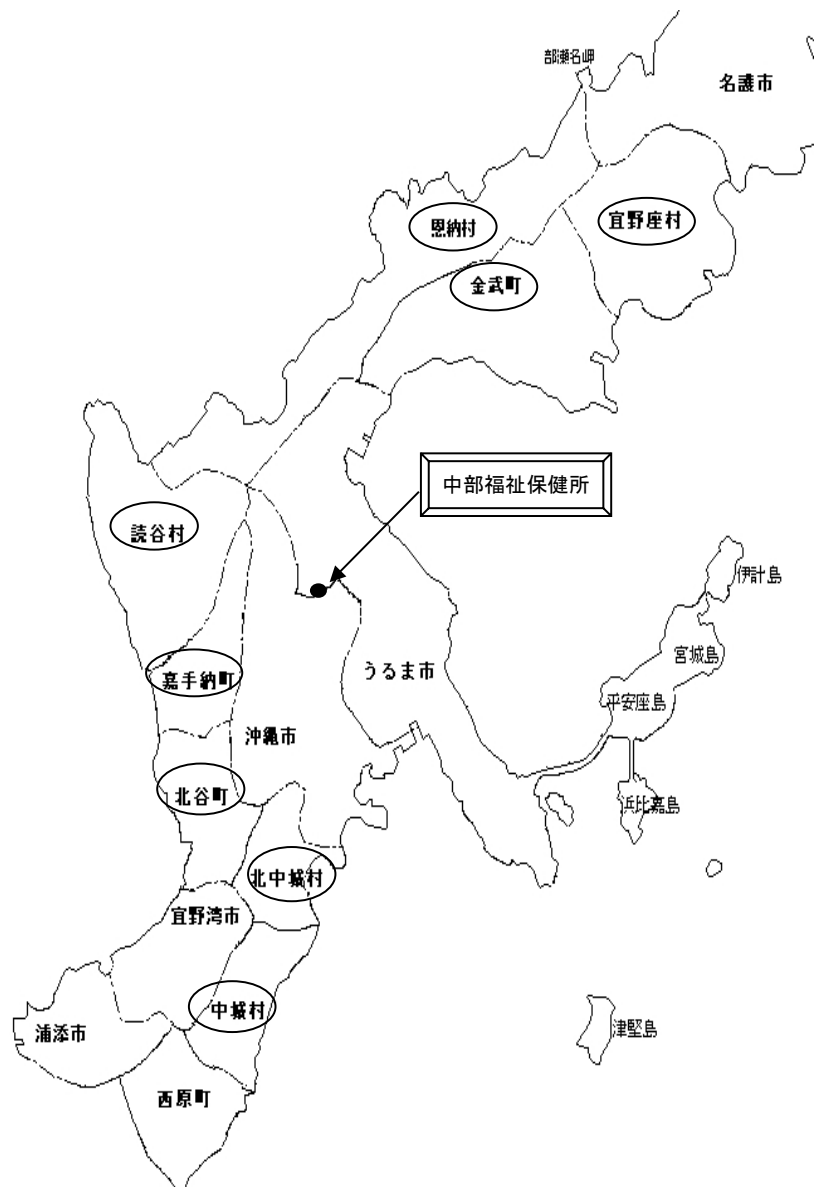 部瀬名岬
名護市
恩納村
宜野座村
金武町
中部福祉保健所
読谷村
伊計島
宮城島
嘉手納町
うるま市
平安座島
沖縄市
北谷町
浜比嘉島
北中城村
宜野湾市
中城村
浦添市
津堅島
西原町